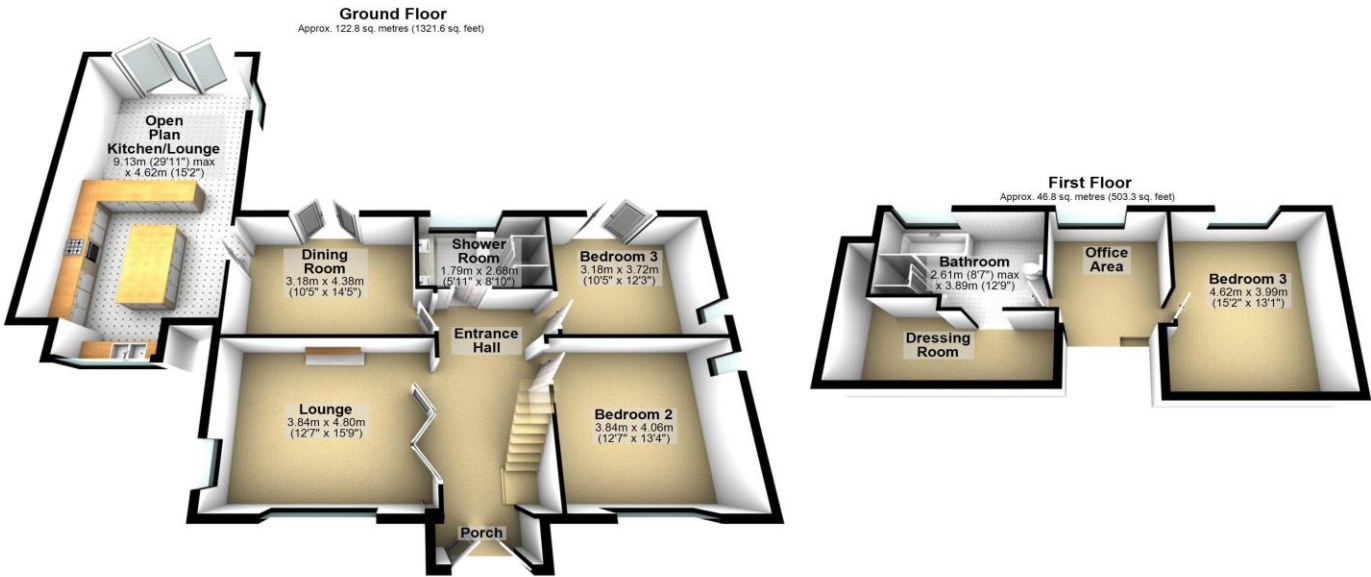 Ground Floor
Approx. 122.8 sq. metres (1321.6 sq. feet)
Open
Plan
Kitchen/Lounge
9.13m (29'11") max
x 4.62m (15'2")
Dining
Room
3.18m x 4.38m
(10'5" x 14'5")
Shower
Room
1.79m x 2.68m
(5'11" x 8'10")
Bedroom 3
3.18m x 3.72m
(10'5" x 12'3")
Entrance
Hall
Lounge
3.84m x 4.80m
(12'7" x 15'9")
Bedroom 2
3.84m x 4.06m
(12'7" x 13'4")
Porch
First Floor
Approx. 46.8 sq. metres (503.3 sq. feet)
Bathroom
2.61m (8'7") max
x 3.89m (12'9")
Office
Area
Bedroom 3
4.62m x 3.99m
(15'2" x 13'1")
Dressing
Room